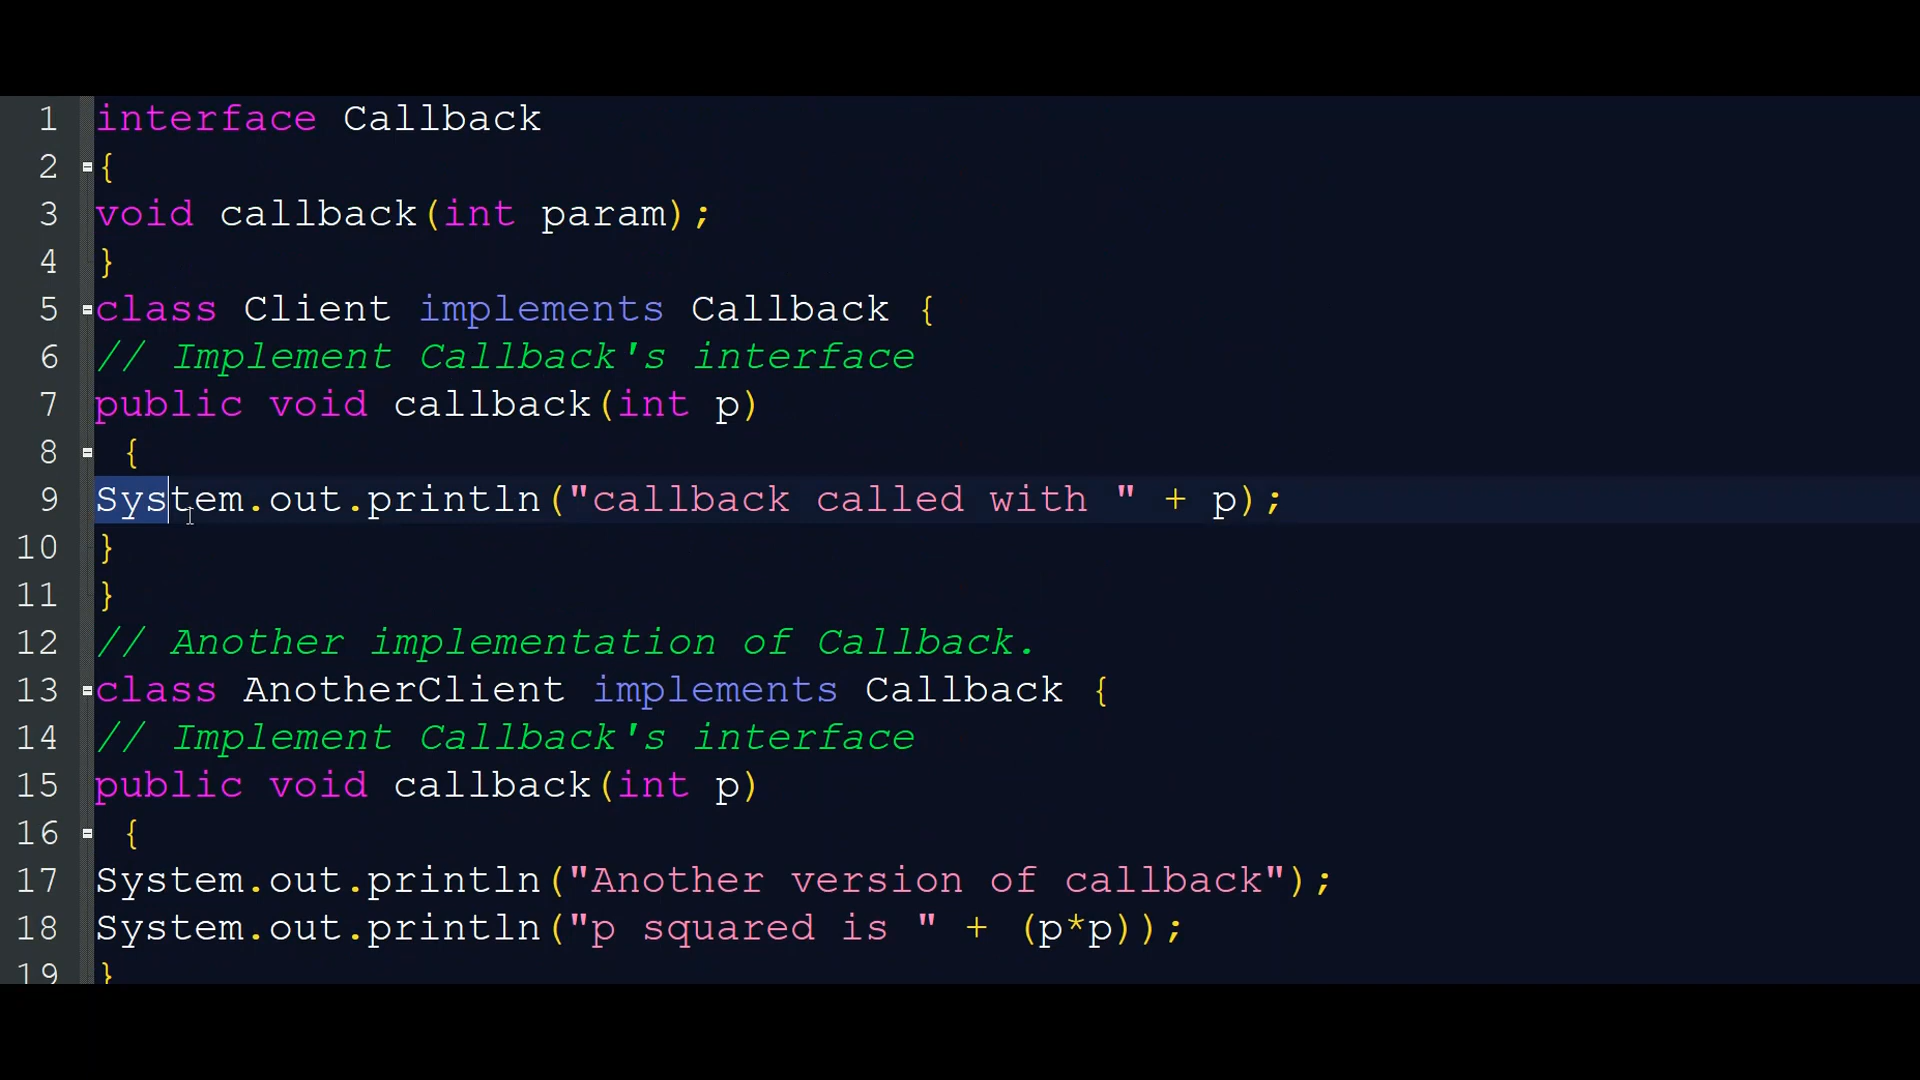 1 interface Callback
2 {
3 void callback(int param);
4 }
5 class Client implements Callback {
6 // Implement Callback's interface
7 public void callback(int p)
8 {
9 System.out.println("callback called with " + p);
10 }
11 }
12 // Another implementation of Callback.
13 class AnotherClient implements Callback {
14 // Implement Callback's interface
15 public void callback(int p)
16 {
17 System.out.println("Another version of callback");
18 System.out.println("p squared is " + (p*p));
19 }